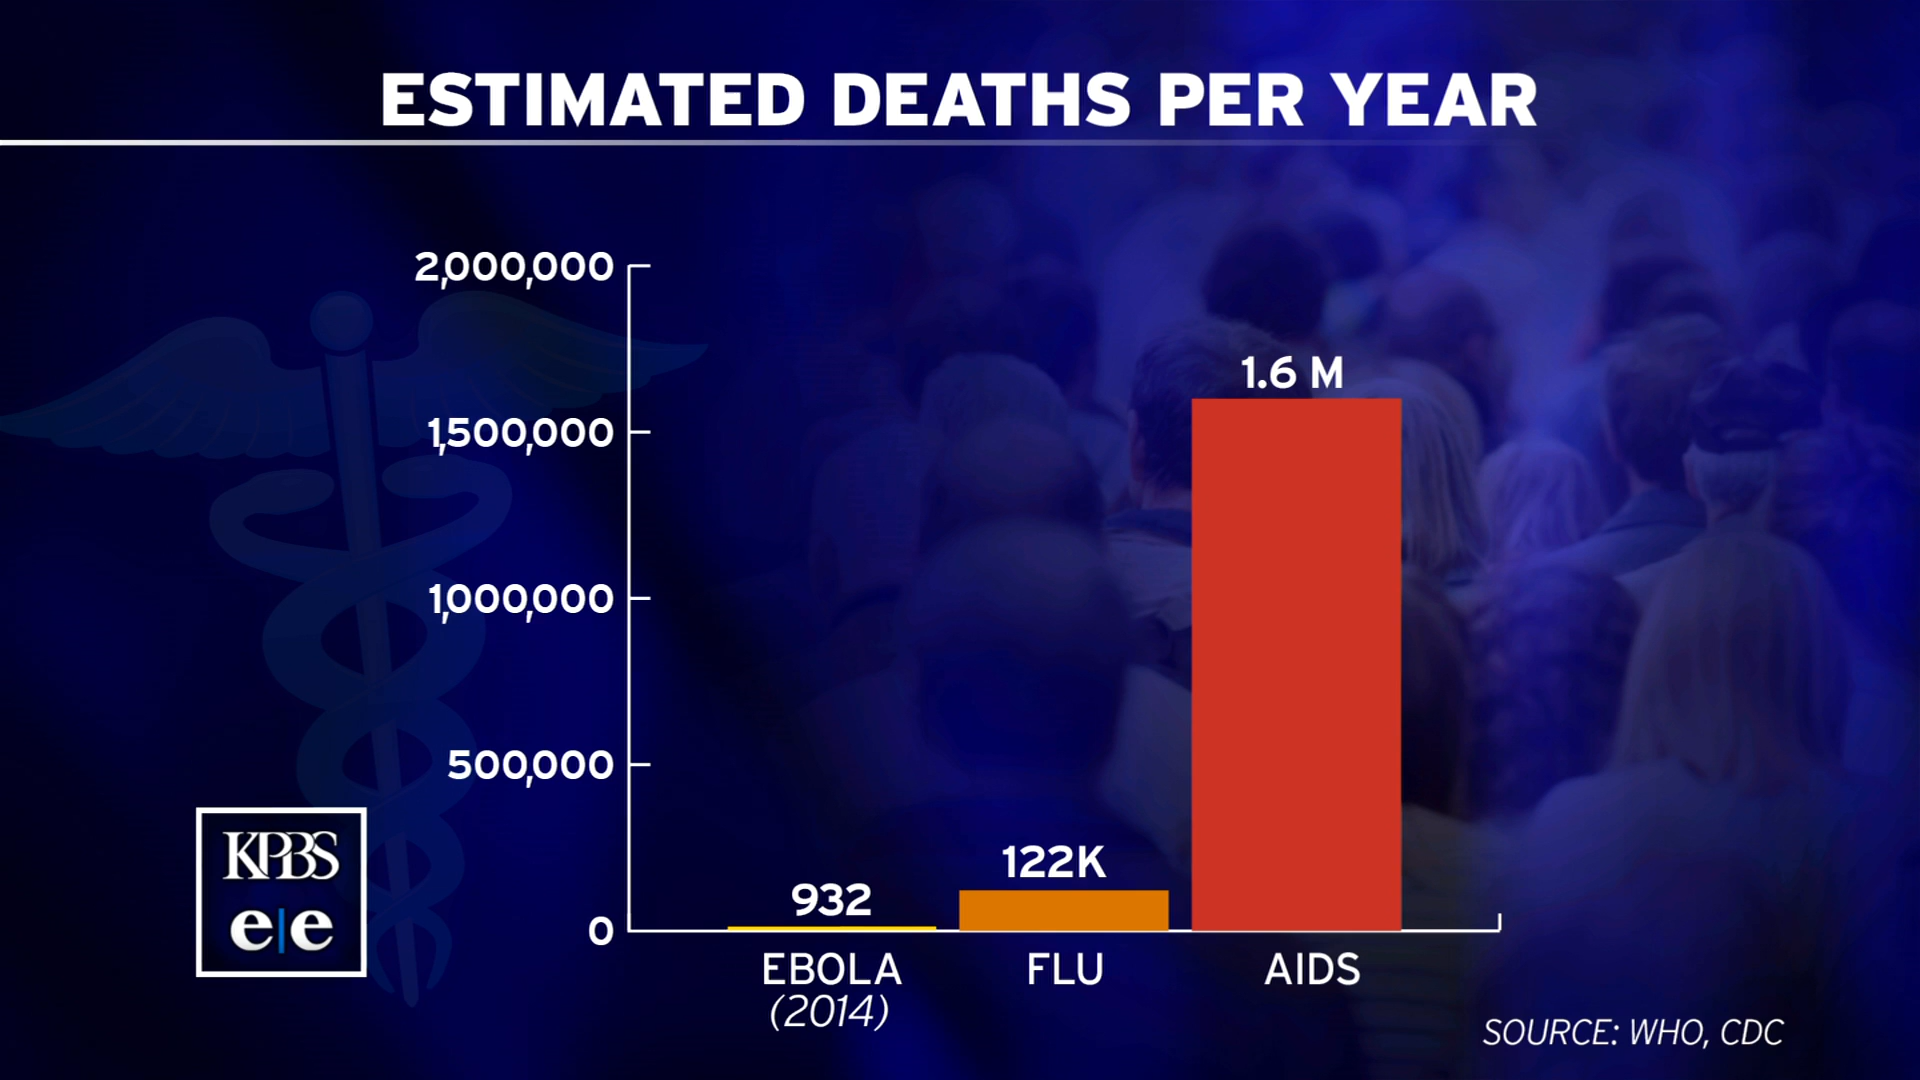 ESTIMATED DEATHS PER YEAR
2,000,000
1,500,000
1,000,000
500,000
0
932
122K
1.6 M
EBOLA
(2014)
FLU
AIDS
KPBS
e|e
SOURCE: WHO, CDC